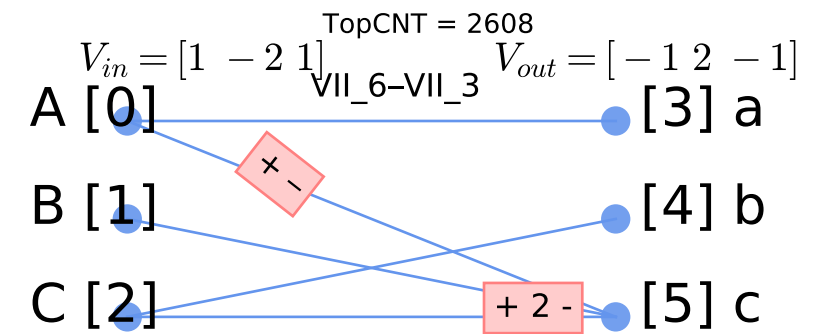 TopCNT = 2608
V_in = [1 −2 1]
V_out = [−1 2 −1]
VII_6–VII_3
A [0]
[3] a
+ –
B [1]
[4] b
C [2]
+ 2 -
[5] c